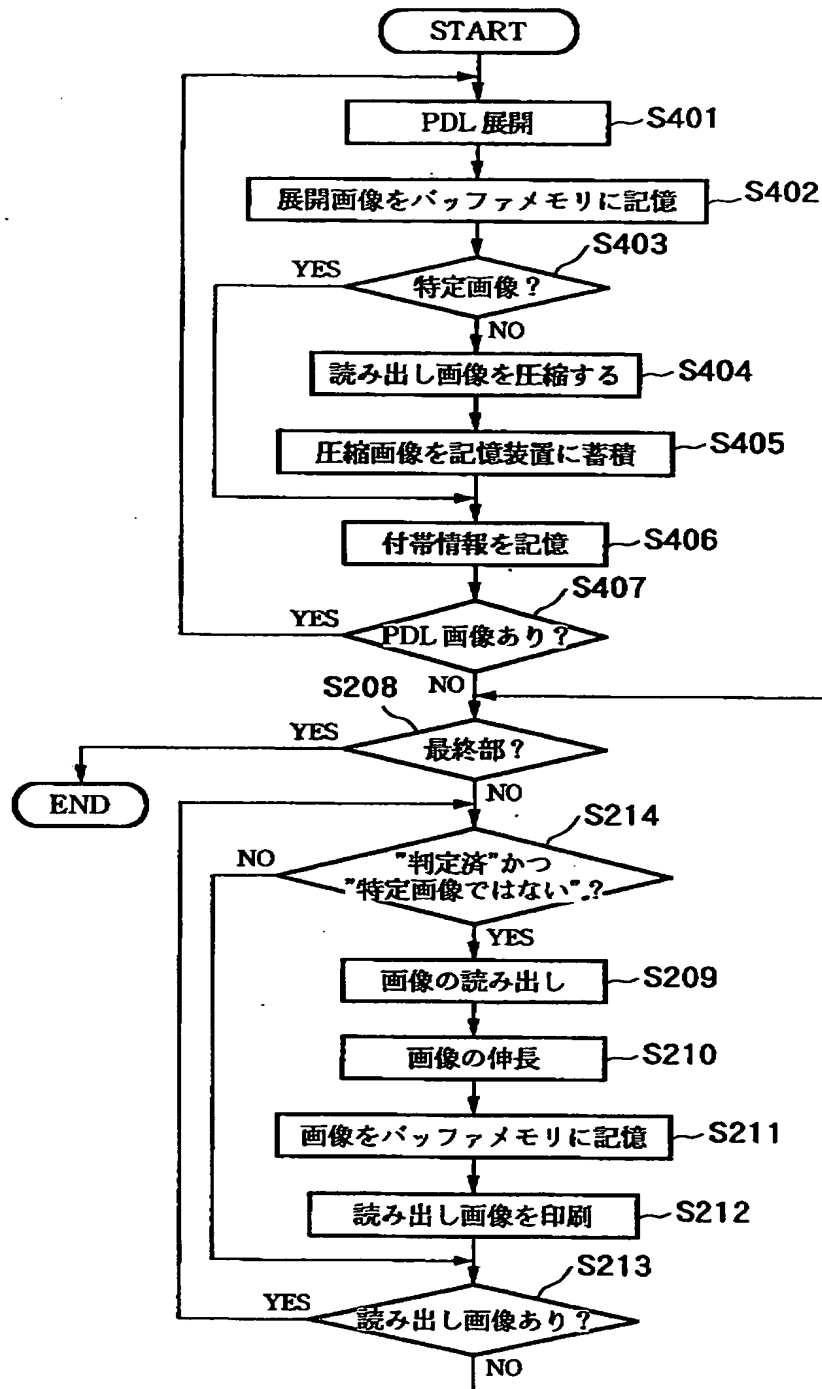 START
PDL 展開
S401
展開画像をバッファメモリに記憶
S402
S403
YES
特定画像？
NO
読み出し画像を圧縮する
S404
圧縮画像を記憶装置に蓄積
S405
付帯情報を記憶
S406
S407
YES
PDL 画像あり？
NO
S208
YES
最終部？
END
NO
S214
NO
"判定済"かつ
"特定画像ではない"？
YES
画像の読み出し
S209
画像の伸長
S210
画像をバッファメモリに記憶
S211
読み出し画像を印刷
S212
S213
YES
読み出し画像あり？
NO